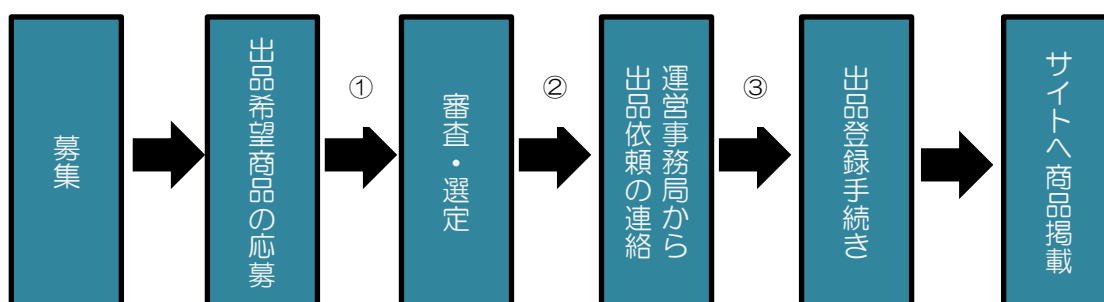 募集
出品希望商品の応募
①
審査・選定
②
運営事務局から
出品依頼の連絡
③
出品登録手続き
サイトへ商品掲載